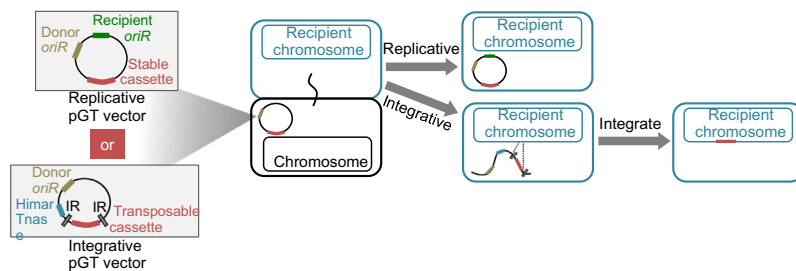 Recipient
oriR
Donor
oriR
Stable
cassette
Replicative
pGT vector
or
Donor
oriR
IR
IR
Himar
Tnas
e
Transposable
cassette
Integrative
pGT vector
Recipient
chromosome
Chromosome
Replicative
Integrative
Recipient
chromosome
Recipient
chromosome
Integrate
Recipient
chromosome